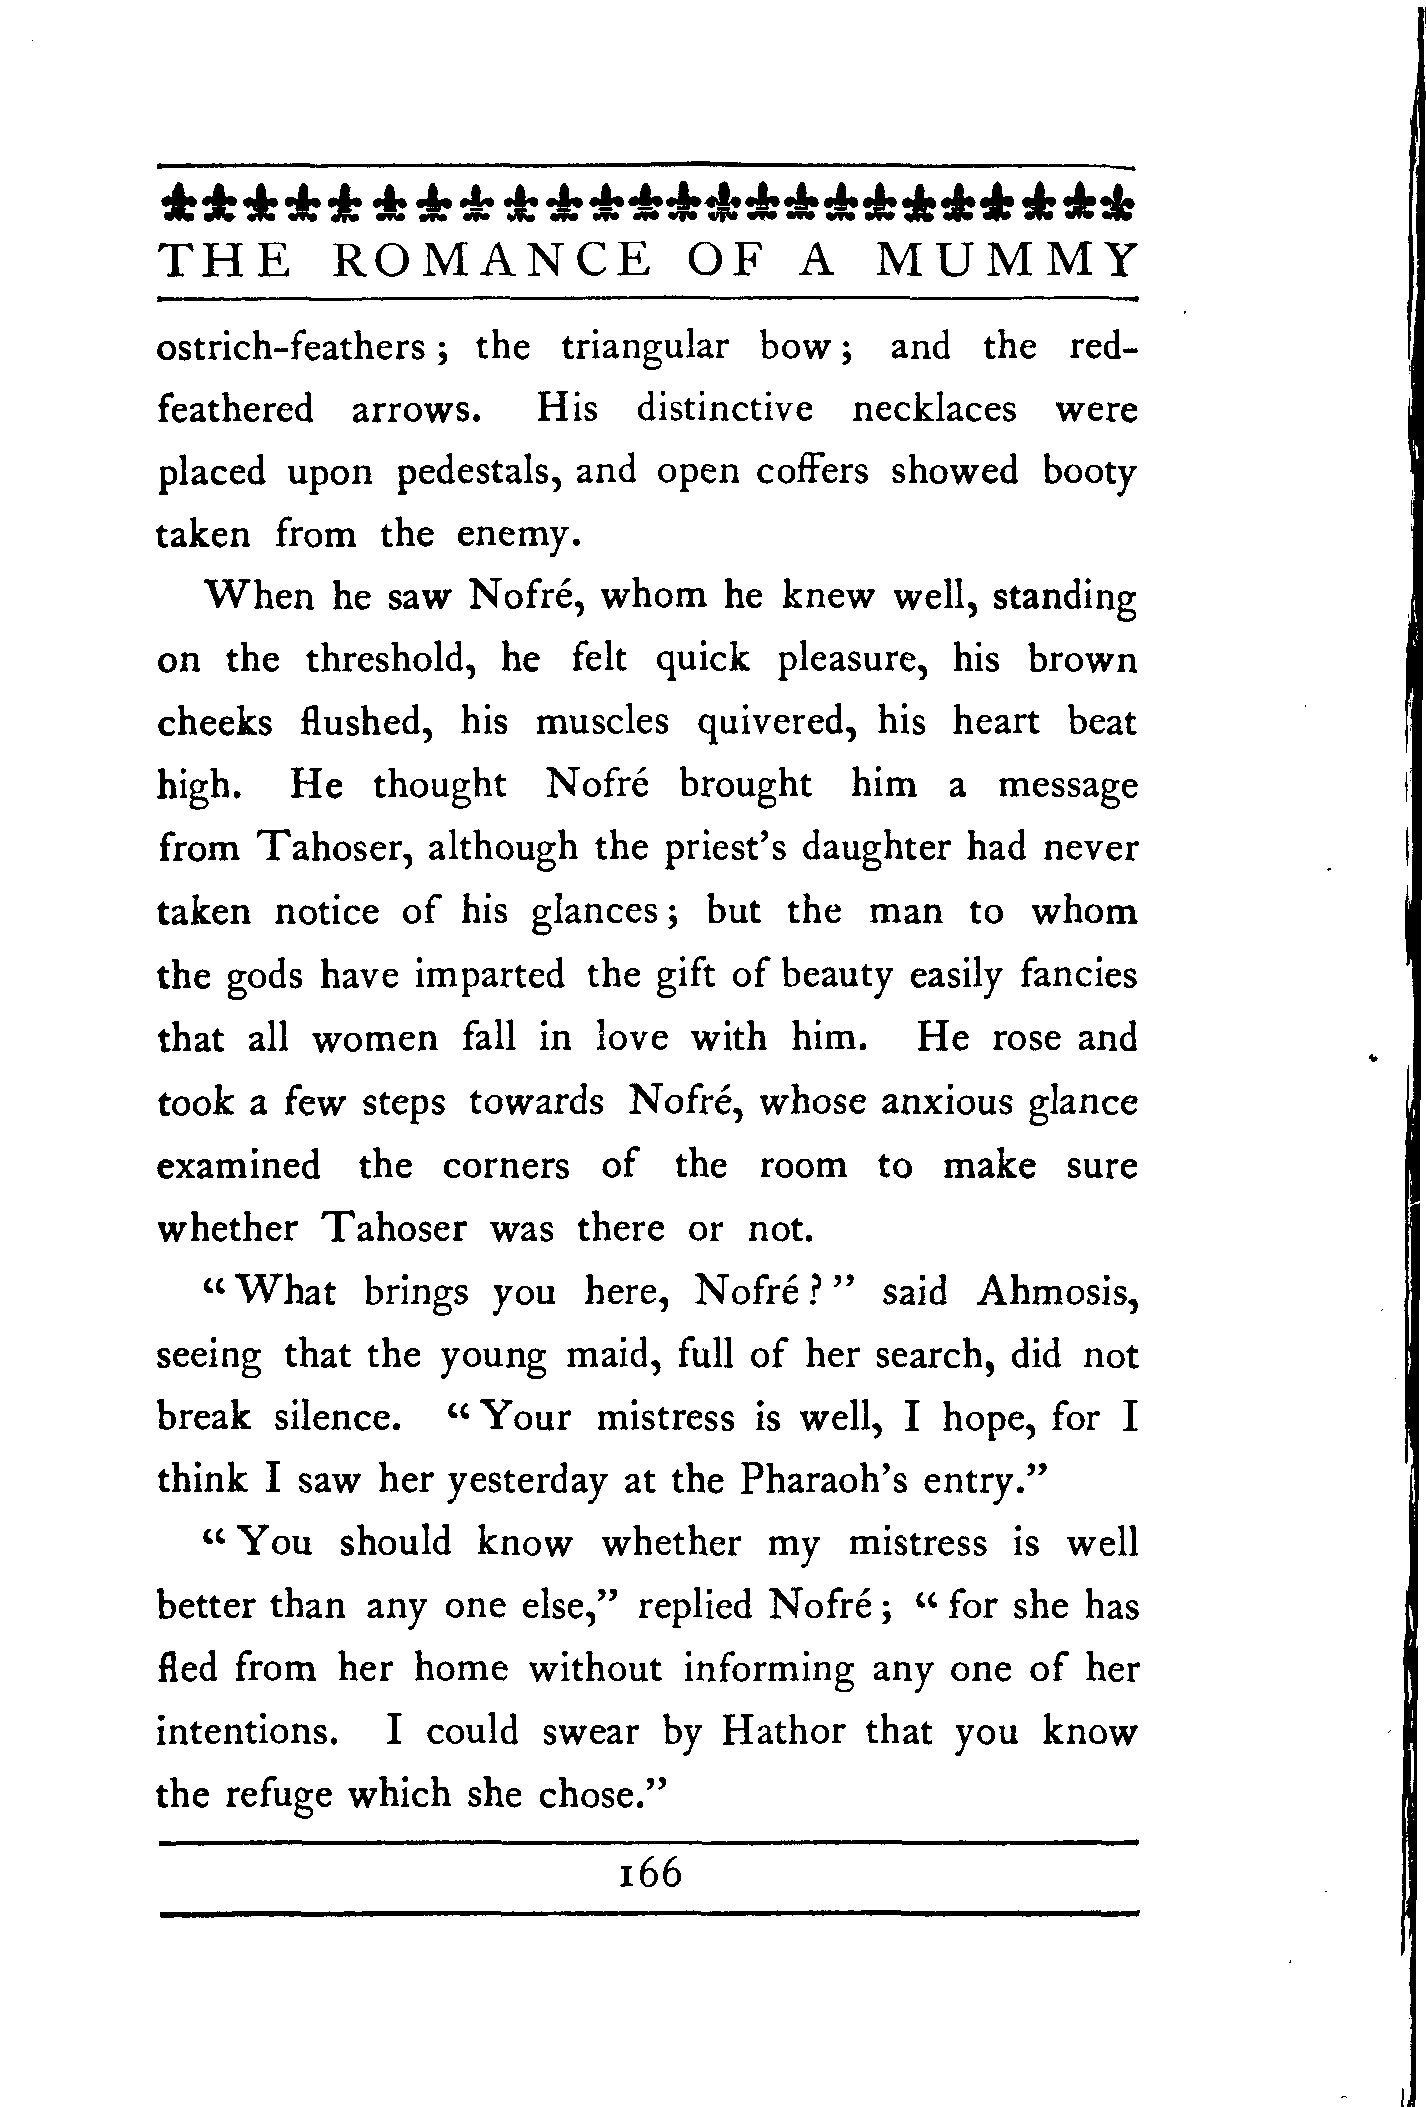 THE ROMANCE OF A MUMMY
ostrich-feathers; the triangular bow; and the red-
feathered arrows. His distinctive necklaces were
placed upon pedestals, and open coffers showed booty
taken from the enemy.
When he saw Nofré, whom he knew well, standing
on the threshold, he felt quick pleasure, his brown
cheeks flushed, his muscles quivered, his heart beat
high. He thought Nofré brought him a message
from Tahoser, although the priest's daughter had never
taken notice of his glances; but the man to whom
the gods have imparted the gift of beauty easily fancies
that all women fall in love with him. He rose and
took a few steps towards Nofré, whose anxious glance
examined the corners of the room to make sure
whether Tahoser was there or not.
“What brings you here, Nofré?” said Ahmosis,
seeing that the young maid, full of her search, did not
break silence. “Your mistress is well, I hope, for I
think I saw her yesterday at the Pharaoh's entry.”
“You should know whether my mistress is well
better than any one else,” replied Nofré; “for she has
fled from her home without informing any one of her
intentions. I could swear by Hathor that you know
the refuge which she chose.”
166